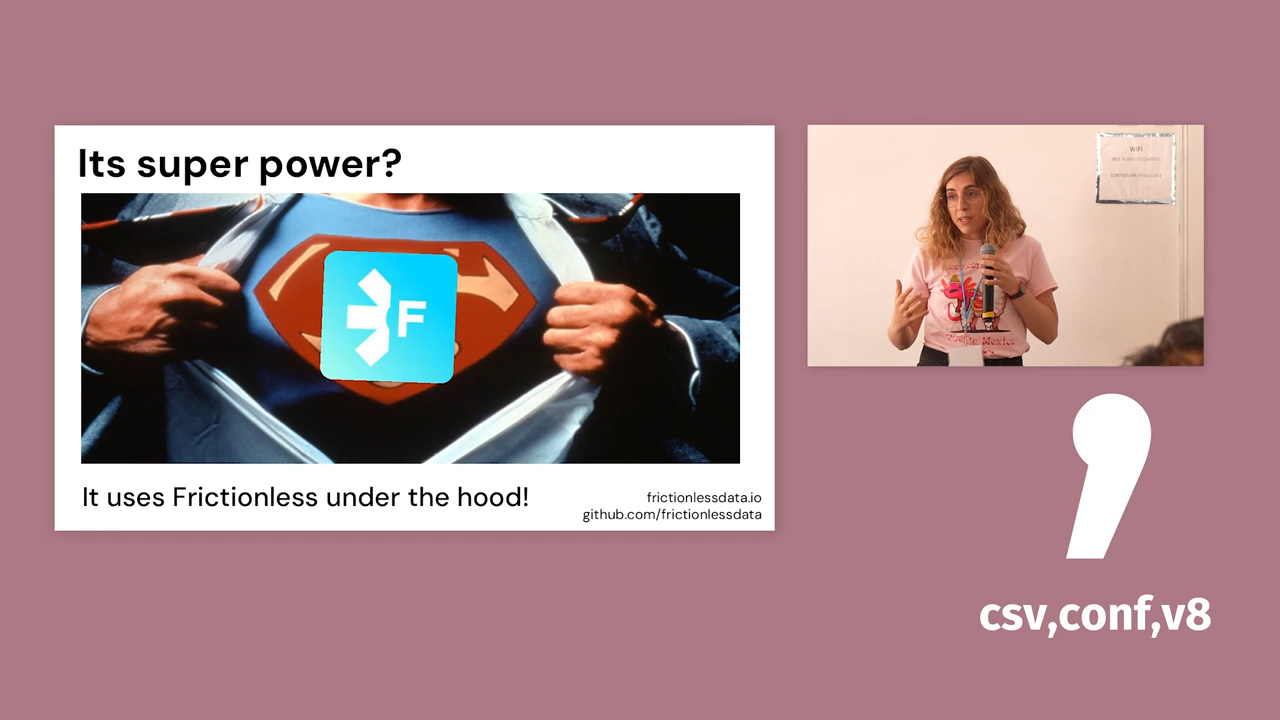 Its super power?
F
It uses Frictionless under the hood!
frictionlessdata.io
github.com/frictionlessdata
WIFI
csv,conf,v8